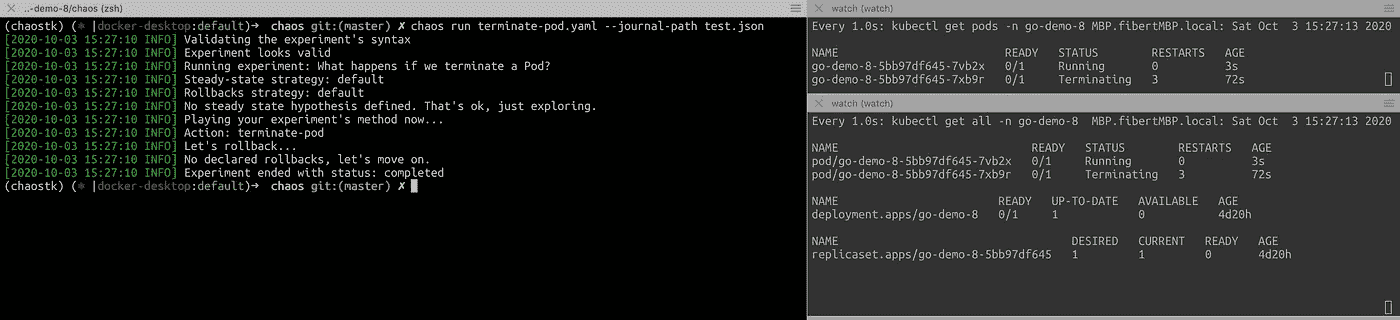 ..-demo-8/chaos (zsh)
(chaostk) (⎈ |docker-desktop:default)➜  chaos git:(master) ✗ chaos run terminate-pod.yaml --journal-path test.json
[2020-10-03 15:27:10 INFO] Validating the experiment's syntax
[2020-10-03 15:27:10 INFO] Experiment looks valid
[2020-10-03 15:27:10 INFO] Running experiment: What happens if we terminate a Pod?
[2020-10-03 15:27:10 INFO] Steady-state strategy: default
[2020-10-03 15:27:10 INFO] Rollbacks strategy: default
[2020-10-03 15:27:10 INFO] No steady state hypothesis defined. That's ok, just exploring.
[2020-10-03 15:27:10 INFO] Playing your experiment's method now...
[2020-10-03 15:27:10 INFO] Action: terminate-pod
[2020-10-03 15:27:10 INFO] Let's rollback...
[2020-10-03 15:27:10 INFO] No declared rollbacks, let's move on.
[2020-10-03 15:27:10 INFO] Experiment ended with status: completed
(chaostk) (⎈ |docker-desktop:default)➜  chaos git:(master) ✗
watch (watch)
Every 1.0s: kubectl get pods -n go-demo-8 MBP.fibertMBP.local: Sat Oct  3 15:27:13 2020
NAME READY STATUS RESTARTS AGE
go-demo-8-5bb97df645-7vb2x 0/1 Running 0 3s
go-demo-8-5bb97df645-7xb9r 0/1 Terminating 3 72s
watch (watch)
Every 1.0s: kubectl get all -n go-demo-8  MBP.fibertMBP.local: Sat Oct  3 15:27:13 2020
NAME READY STATUS RESTARTS AGE
pod/go-demo-8-5bb97df645-7vb2x 0/1 Running 0 3s
pod/go-demo-8-5bb97df645-7xb9r 0/1 Terminating 3 72s
NAME READY UP-TO-DATE AVAILABLE AGE
deployment.apps/go-demo-8 0/1 1 0 4d20h
NAME DESIRED CURRENT READY AGE
replicaset.apps/go-demo-8-5bb97df645 1 1 0 4d20h